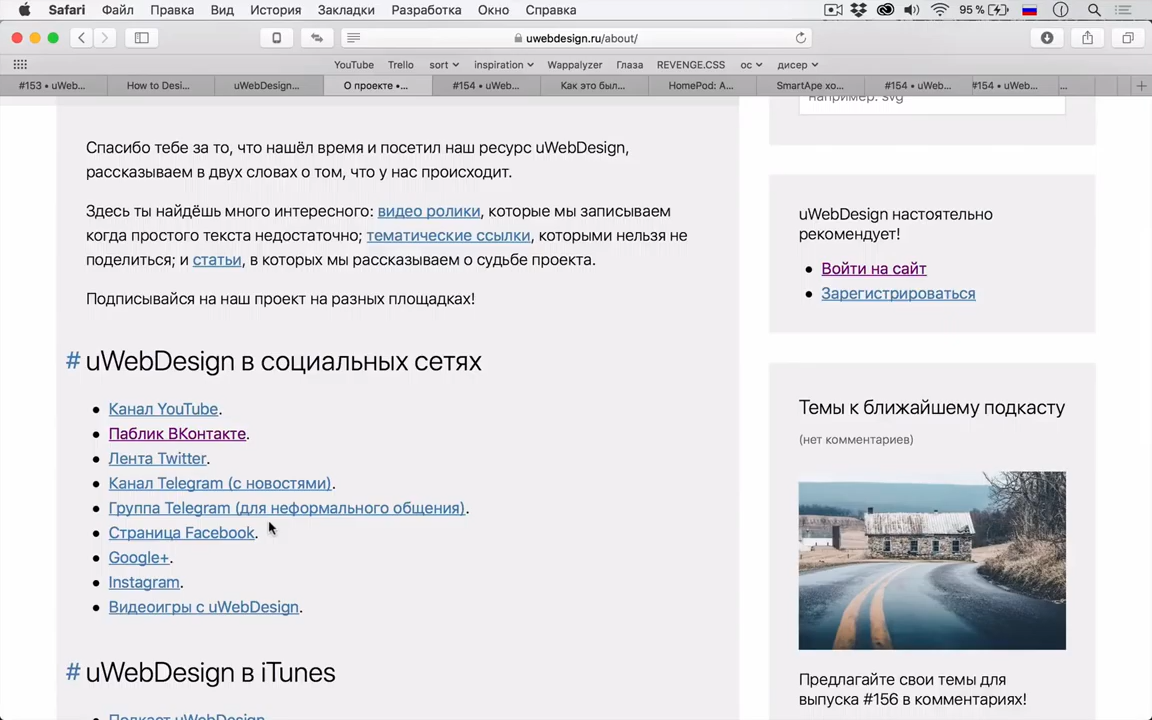 Safari Файл Правка Вид История Закладки Разработка Окно Справка 95 %
uwebdesign.ru/about/
YouTube Trello sort inspiration Wappalyzer Глаза REVENGE.CSS ос дисер
#153 • uWeb... How to Desi... uWebDesign... О проекте •... #154 • uWeb... Как это был... HomePod: A... SmartApe хо... #154 • uWeb... #154 • uWeb... ...
например: svg
Спасибо тебе за то, что нашёл время и посетил наш ресурс uWebDesign,
рассказываем в двух словах о том, что у нас происходит.
Здесь ты найдёшь много интересного: видео ролики, которые мы записываем
когда простого текста недостаточно; тематические ссылки, которыми нельзя не
поделиться; и статьи, в которых мы рассказываем о судьбе проекта.
Подписывайся на наш проект на разных площадках!
# uWebDesign в социальных сетях
Канал YouTube.
Паблик ВКонтакте.
Лента Twitter.
Канал Telegram (с новостями).
Группа Telegram (для неформального общения).
Страница Facebook.
Google+.
Instagram.
Видеоигры с uWebDesign.
# uWebDesign в iTunes
Подкаст uWebDesign
uWebDesign настоятельно
рекомендует!
Войти на сайт
Зарегистрироваться
Темы к ближайшему подкасту
(нет комментариев)
Предлагайте свои темы для
выпуска #156 в комментариях!